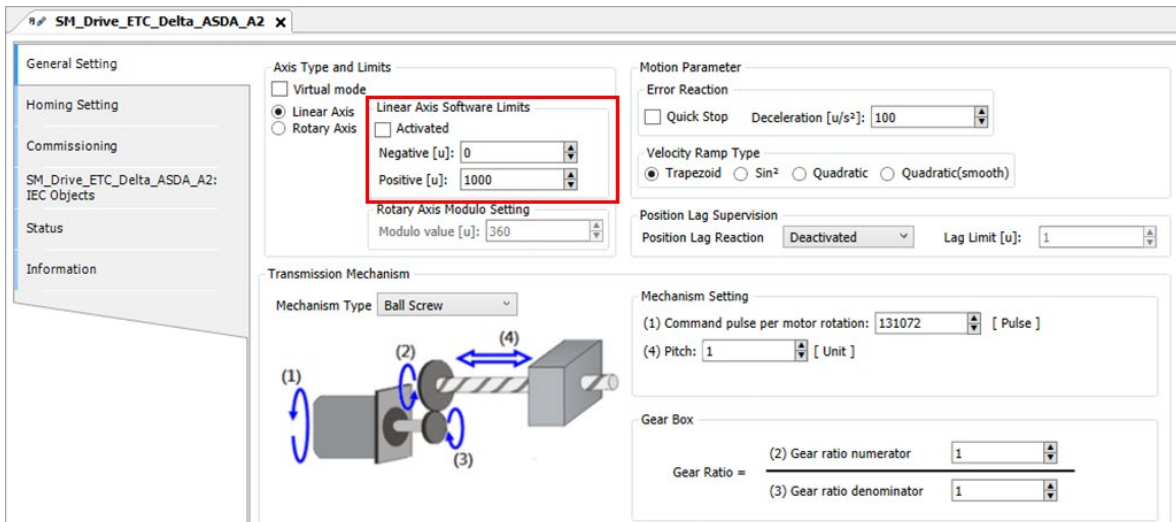 SM_Drive_ETC_Delta_ASDA_A2 X
General Setting
Homing Setting
Commissioning
SM_Drive_ETC_Delta_ASDA_A2:
IEC Objects
Status
Information
Axis Type and Limits
Virtual mode
Linear Axis
Rotary Axis
Linear Axis Software Limits
Activated
Negative [u]: 0
Positive [u]: 1000
Rotary Axis Modulo Setting
Modulo value [u]: 360
Motion Parameter
Error Reaction
Quick Stop Deceleration [u/s²]: 100
Velocity Ramp Type
Trapezoid Sin² Quadratic Quadratic(smooth)
Position Lag Supervision
Position Lag Reaction Deactivated Lag Limit [u]: 1
Transmission Mechanism
Mechanism Type Ball Screw
(1)
(2)
(4)
(3)
Mechanism Setting
(1) Command pulse per motor rotation: 131072 [ Pulse ]
(4) Pitch: 1 [ Unit ]
Gear Box
Gear Ratio =
(2) Gear ratio numerator 1
(3) Gear ratio denominator 1